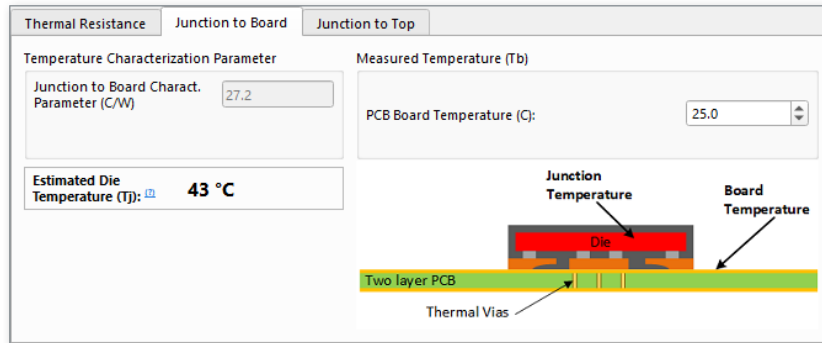 Thermal Resistance
Junction to Board
Junction to Top
Temperature Characterization Parameter
Junction to Board Charact.
Parameter (C/W)
27.2
Estimated Die
Temperature (Tj): (?)
43 °C
Measured Temperature (Tb)
PCB Board Temperature (C):
25.0
Junction
Temperature
Board
Temperature
Die
Two layer PCB
Thermal Vias